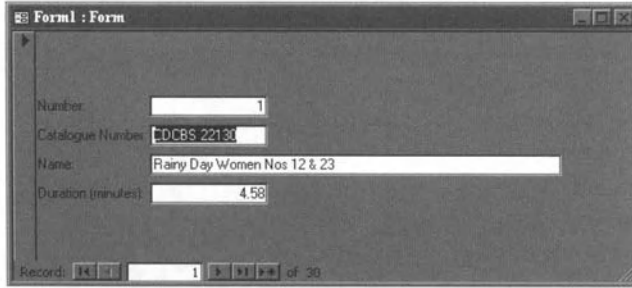 Form1 : Form
Number: 1
Catalogue Number: CDCBS 22130
Name: Rainy Day Women Nos 12 & 23
Duration (minutes): 4.58
Record: 1 of 30